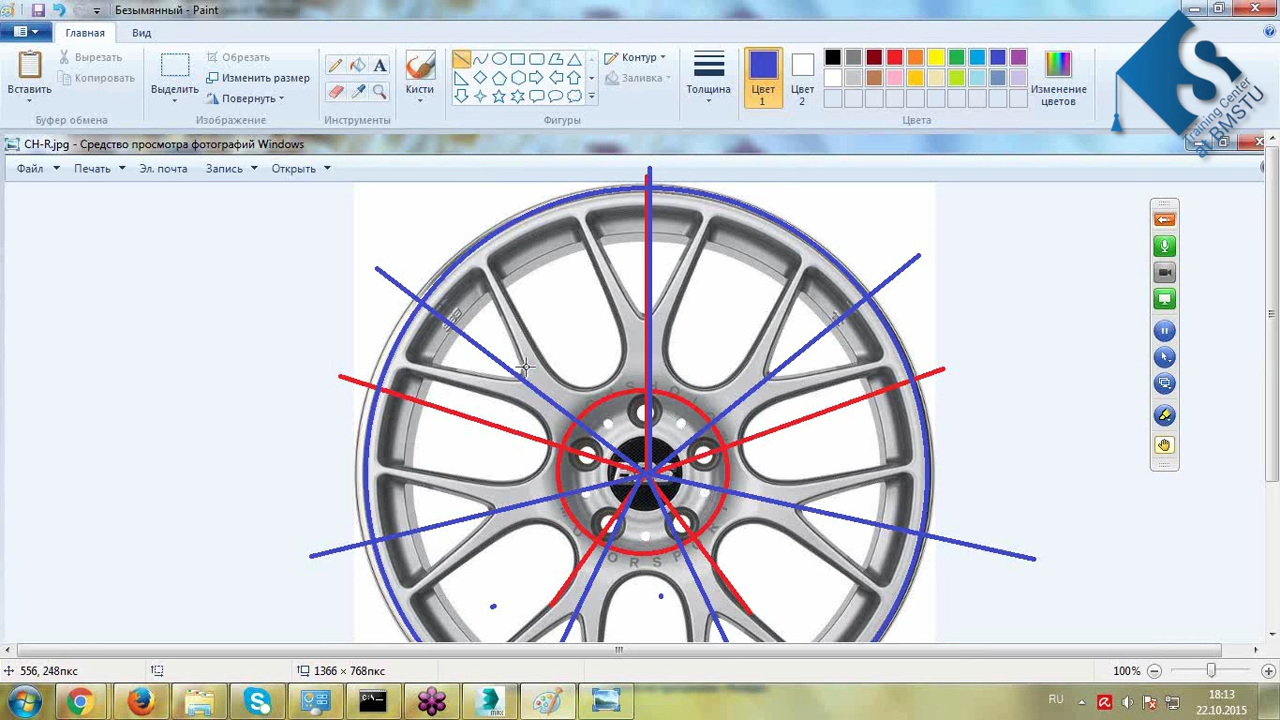 Безымянный - Paint
Главная
Вид
Вставить
Вырезать
Копировать
Буфер обмена
Выделить
Обрезать
Изменить размер
Повернуть
Изображение
A
Инструменты
Кисти
Контур
Заливка
Фигуры
Толщина
Цвет
1
Цвет
2
Изменение
цветов
Цвета
S
Training Center
at BMSTU
CH-R.jpg - Средство просмотра фотографий Windows
Файл
Печать
Эл. почта
Запись
Открыть
556, 248пкс
1366 × 768пкс
100%
RU
18:13
22.10.2015